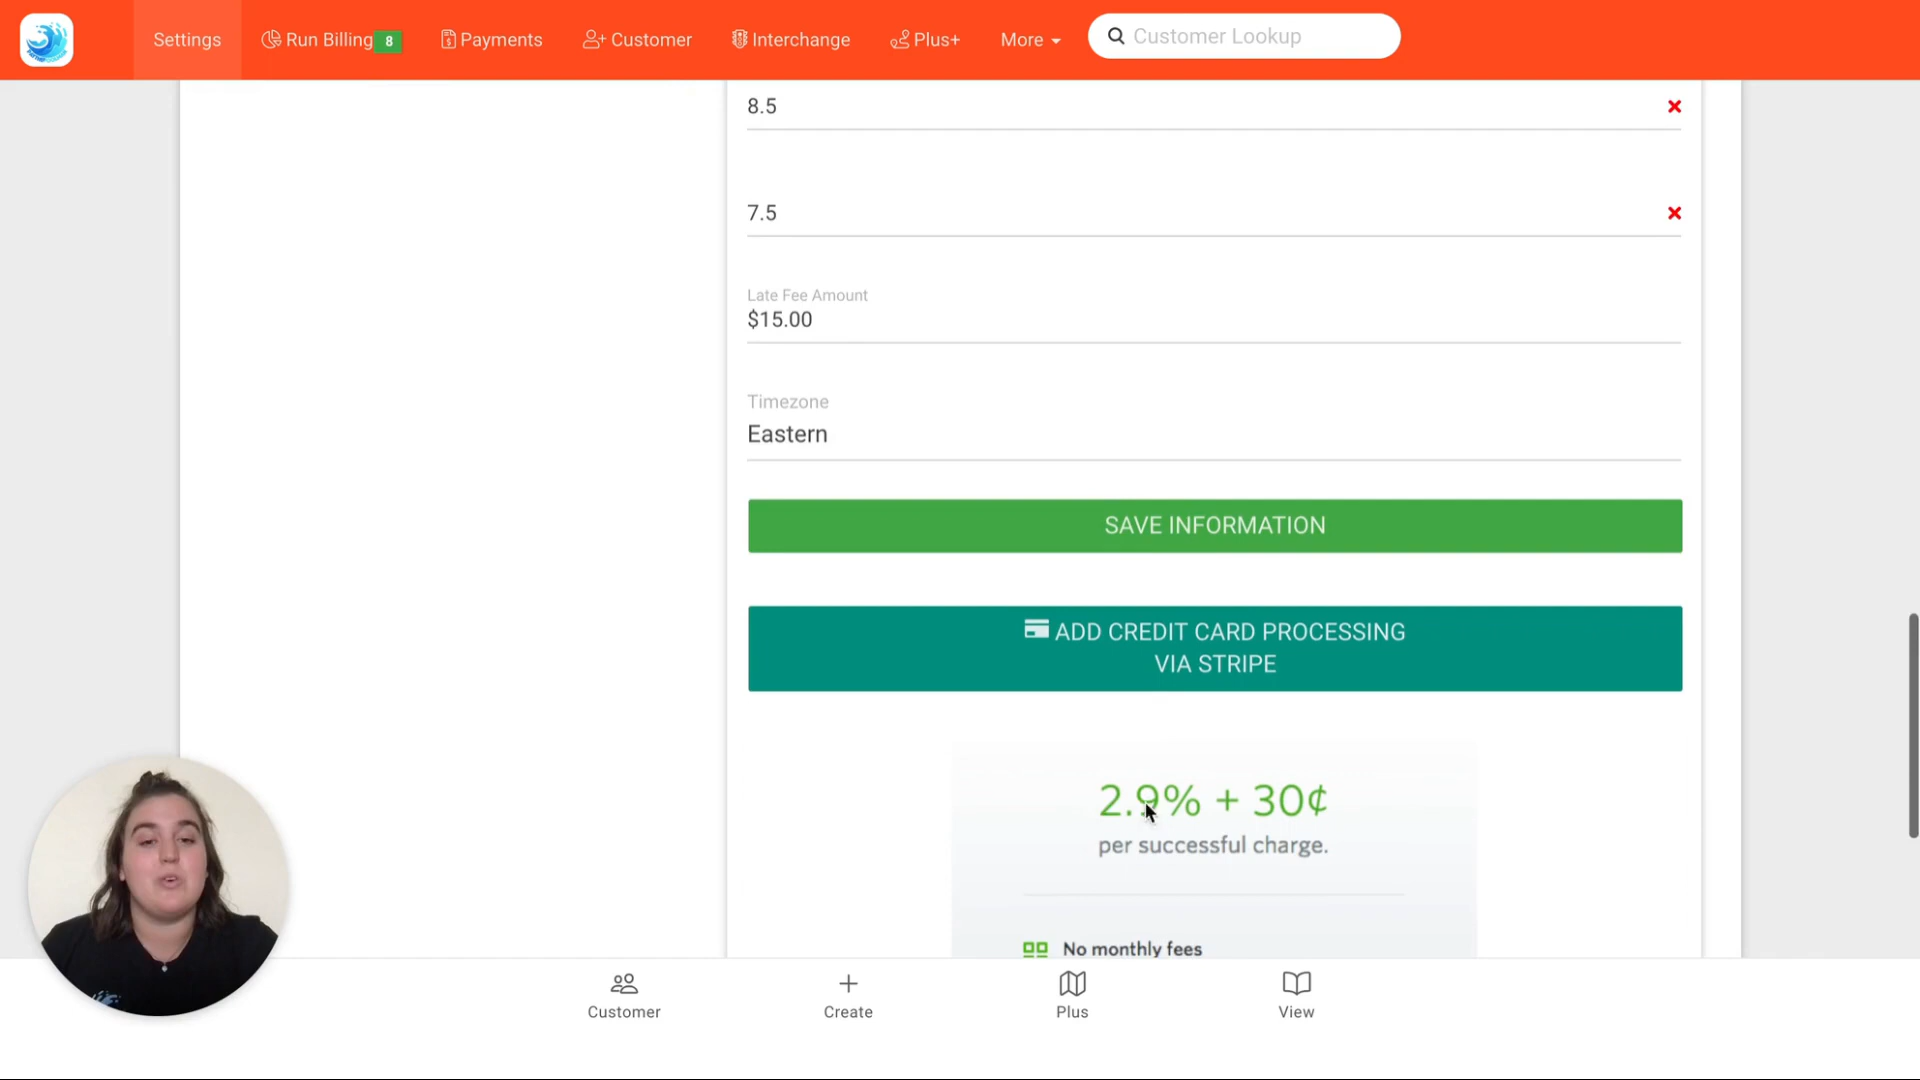 Settings
Run Billing 8
Payments
Customer
Interchange
Plus+
More
Customer Lookup
8.5
7.5
Late Fee Amount
$15.00
Timezone
Eastern
SAVE INFORMATION
ADD CREDIT CARD PROCESSING
VIA STRIPE
2.9% + 30¢
per successful charge.
No monthly fees
Customer
Create
Plus
View